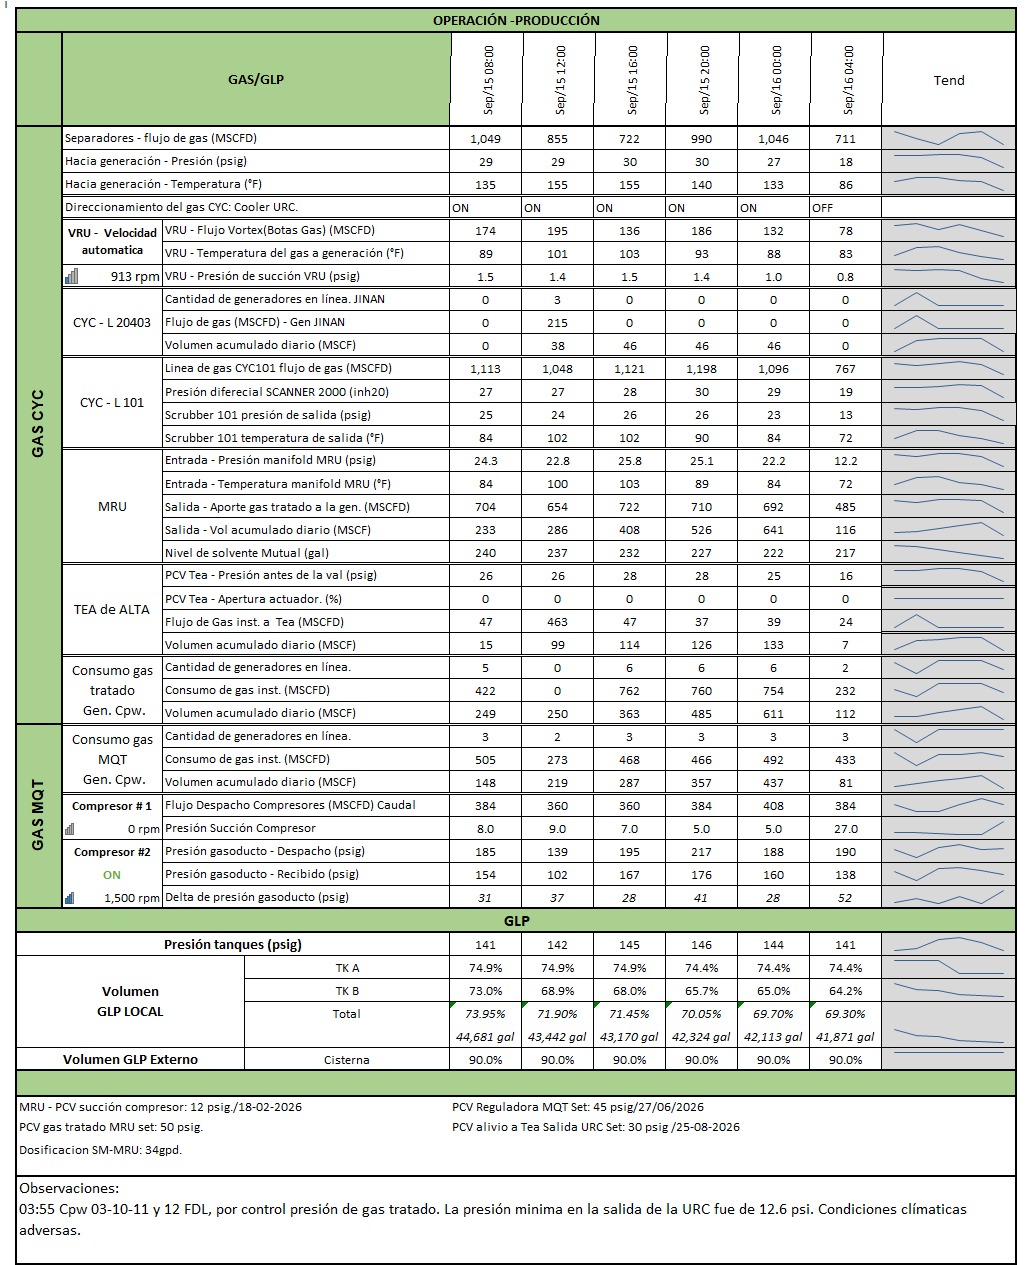 OPERACIÓN -PRODUCCIÓN
GAS/GLP Sep/15 08:00 Sep/15 12:00 Sep/15 16:00 Sep/15 20:00 Sep/16 00:00 Sep/16 04:00 Tend
GAS CYC
Separadores - flujo de gas (MSCFD) 1,049 855 722 990 1,046 711
Hacia generación - Presión (psig) 29 29 30 30 27 18
Hacia generación - Temperatura (°F) 135 155 155 140 133 86
Direccionamiento del gas CYC: Cooler URC. ON ON ON ON ON OFF
VRU - Velocidad automatica
913 rpm
VRU - Flujo Vortex(Botas Gas) (MSCFD) 174 195 136 186 132 78
VRU - Temperatura del gas a generación (°F) 89 101 103 93 88 83
VRU - Presión de succión VRU (psig) 1.5 1.4 1.5 1.4 1.0 0.8
CYC - L 20403
Cantidad de generadores en línea. JINAN 0 3 0 0 0 0
Flujo de gas (MSCFD) - Gen JINAN 0 215 0 0 0 0
Volumen acumulado diario (MSCF) 0 38 46 46 46 0
CYC - L 101
Linea de gas CYC101 flujo de gas (MSCFD) 1,113 1,048 1,121 1,198 1,096 767
Presión diferecial SCANNER 2000 (inh20) 27 27 28 30 29 19
Scrubber 101 presión de salida (psig) 25 24 26 26 23 13
Scrubber 101 temperatura de salida (°F) 84 102 102 90 84 72
MRU
Entrada - Presión manifold MRU (psig) 24.3 22.8 25.8 25.1 22.2 12.2
Entrada - Temperatura manifold MRU (°F) 84 100 103 89 84 72
Salida - Aporte gas tratado a la gen. (MSCFD) 704 654 722 710 692 485
Salida - Vol acumulado diario (MSCF) 233 286 408 526 641 116
Nivel de solvente Mutual (gal) 240 237 232 227 222 217
TEA de ALTA
PCV Tea - Presión antes de la val (psig) 26 26 28 28 25 16
PCV Tea - Apertura actuador. (%) 0 0 0 0 0 0
Flujo de Gas inst. a Tea (MSCFD) 47 463 47 37 39 24
Volumen acumulado diario (MSCF) 15 99 114 126 133 7
Consumo gas
tratado
Gen. Cpw.
Cantidad de generadores en línea. 5 0 6 6 6 2
Consumo de gas inst. (MSCFD) 422 0 762 760 754 232
Volumen acumulado diario (MSCF) 249 250 363 485 611 112
GAS MQT
Consumo gas
MQT
Gen. Cpw.
Cantidad de generadores en línea. 3 2 3 3 3 3
Consumo de gas inst. (MSCFD) 505 273 468 466 492 433
Volumen acumulado diario (MSCF) 148 219 287 357 437 81
Compresor # 1
0 rpm
Flujo Despacho Compresores (MSCFD) Caudal 384 360 360 384 408 384
Presión Succión Compresor 8.0 9.0 7.0 5.0 5.0 27.0
Compresor #2
ON
1,500 rpm
Presión gasoducto - Despacho (psig) 185 139 195 217 188 190
Presión gasoducto - Recibido (psig) 154 102 167 176 160 138
Delta de presión gasoducto (psig) 31 37 28 41 28 52
GLP
Presión tanques (psig) 141 142 145 146 144 141
Volumen
GLP LOCAL
TK A 74.9% 74.9% 74.9% 74.4% 74.4% 74.4%
TK B 73.0% 68.9% 68.0% 65.7% 65.0% 64.2%
Total 73.95% 71.90% 71.45% 70.05% 69.70% 69.30%
44,681 gal 43,442 gal 43,170 gal 42,324 gal 42,113 gal 41,871 gal
Volumen GLP Externo Cisterna 90.0% 90.0% 90.0% 90.0% 90.0% 90.0%
MRU - PCV succión compresor: 12 psig./18-02-2026 PCV Reguladora MQT Set: 45 psig/27/06/2026
PCV gas tratado MRU set: 50 psig. PCV alivio a Tea Salida URC Set: 30 psig /25-08-2026
Dosificacion SM-MRU: 34gpd.
Observaciones:
03:55 Cpw 03-10-11 y 12 FDL, por control presión de gas tratado. La presión minima en la salida de la URC fue de 12.6 psi. Condiciones clímaticas
adversas.